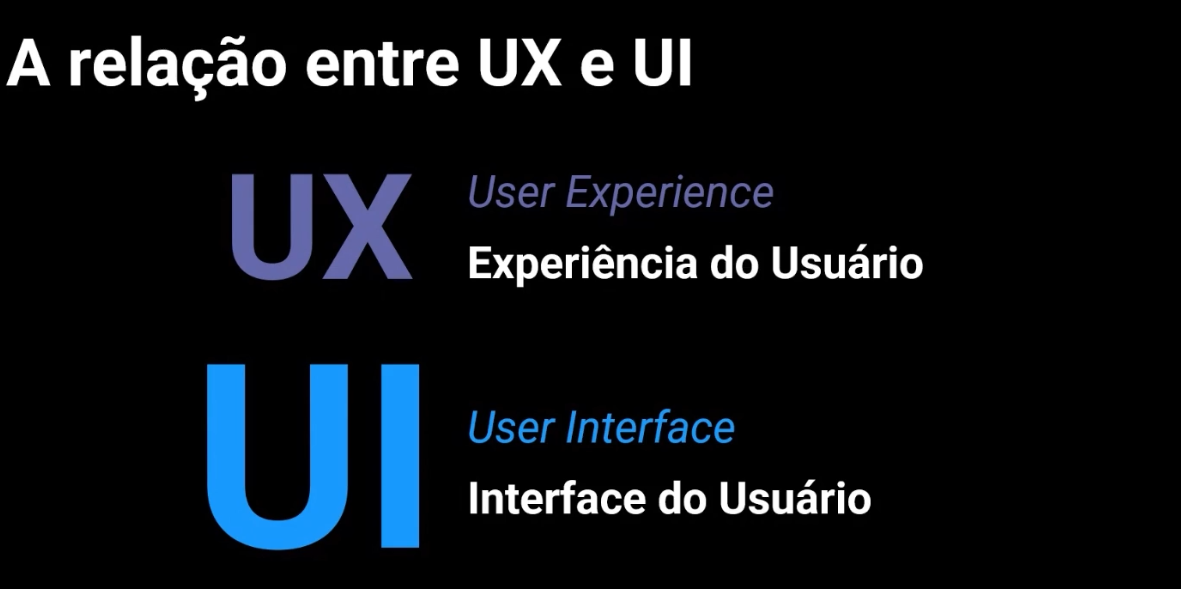 A relação entre UX e UI
UX
User Experience
Experiência do Usuário
UI
User Interface
Interface do Usuário